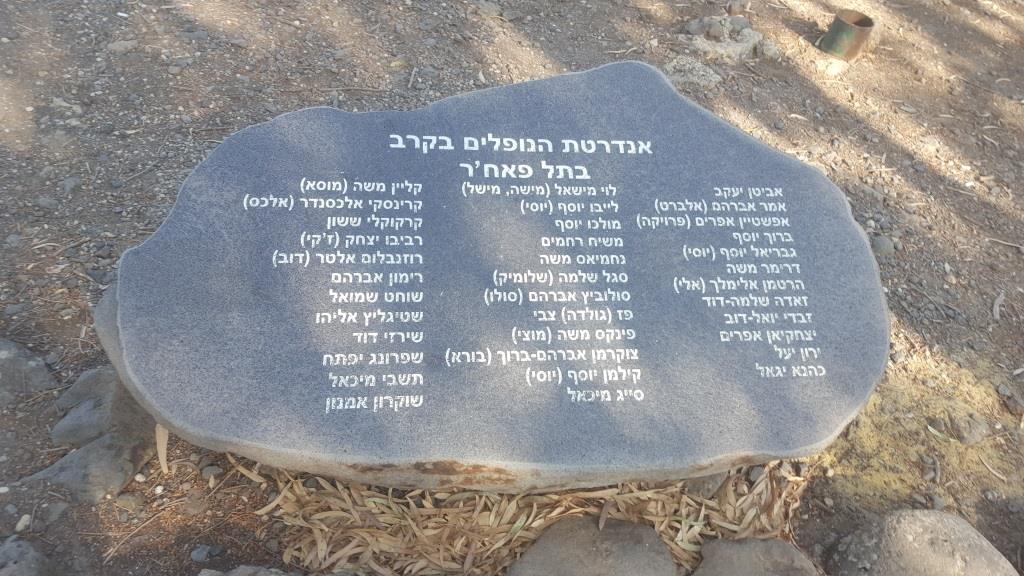 אנדרטת הנופלים בקרב
בתל פאח'ר
אביטן יעקב
אמר אברהם (אלברט)
אפשטיין אפרים (פרויקה)
ברוך יוסף
גבריאל יוסף (יוסי)
דרימר משה
הרטמן אלימלך (אלי)
זאדה שלמה-דוד
זבדי יואל-דוב
יצחקיאן אפרים
ירון יעל
כהנא יגאל
לוי מישאל (מישה, מישל)
לייבו יוסף (יוסי)
מולכו יוסף
משיח רחמים
נחמיאס משה
סגל שלמה (שלומיק)
סולוביץ אברהם (סולו)
פז (גולדה) צבי
פינקס משה (מוצי)
צוקרמן אברהם-ברוך (בורא)
קילמן יוסף (יוסי)
סייג מיכאל
קליין משה (מוסא)
קרינסקי אלכסנדר (אלכס)
קרקוקלי ששון
רביבו יצחק (ז'קי)
רוזנבלום אלטר (דוב)
רימון אברהם
שוחט שמואל
שטיגליץ אליהו
שירזי דוד
שפרונג יפתח
תשבי מיכאל
שוקרון אמנון